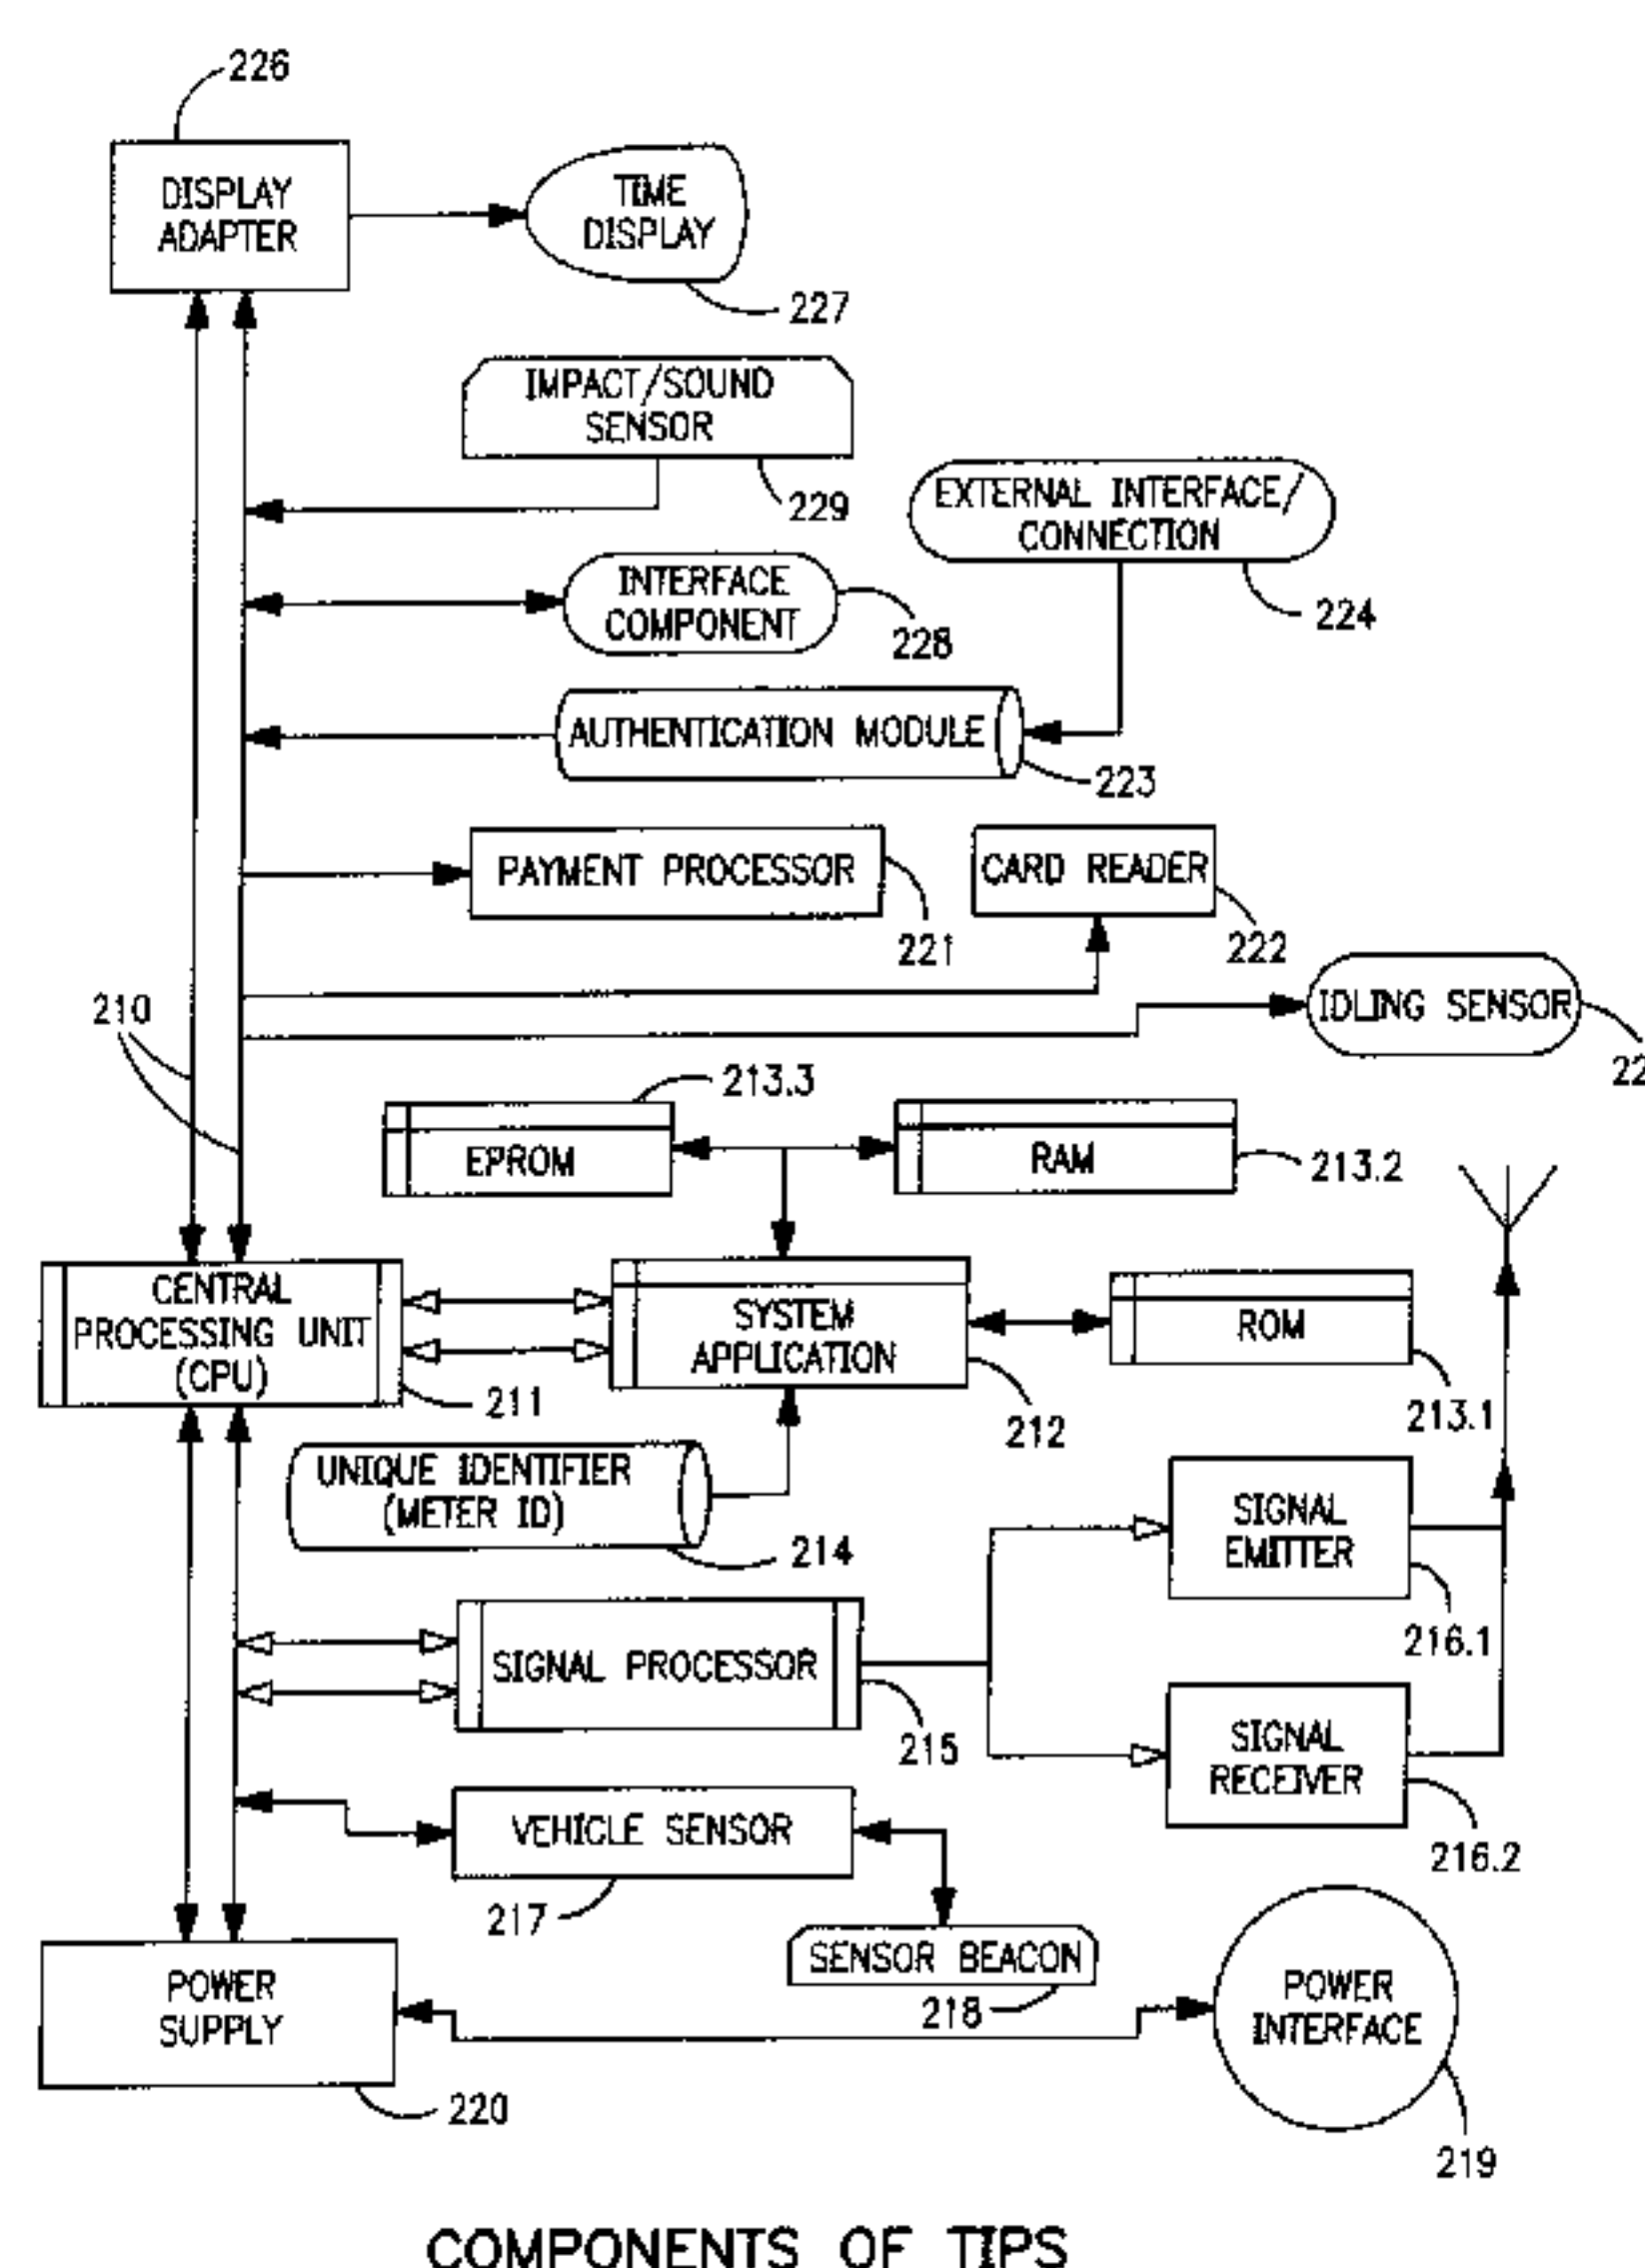 226
DISPLAY
ADAPTER
TIME
DISPLAY
227
IMPACT/SOUND
SENSOR
229
EXTERNAL INTERFACE/
CONNECTION
224
INTERFACE
COMPONENT
228
AUTHENTICATION MODULE
223
PAYMENT PROCESSOR
221
CARD READER
222
210
IDLING SENSOR
22
213.3
EPROM
RAM
213.2
CENTRAL
PROCESSING UNIT
(CPU)
211
SYSTEM
APPLICATION
212
ROM
213.1
UNIQUE IDENTIFIER
(METER ID)
214
SIGNAL
EMITTER
216.1
SIGNAL PROCESSOR
215
SIGNAL
RECEIVER
216.2
VEHICLE SENSOR
217
SENSOR BEACON
218
POWER
SUPPLY
220
POWER
INTERFACE
219
COMPONENTS OF TIPS